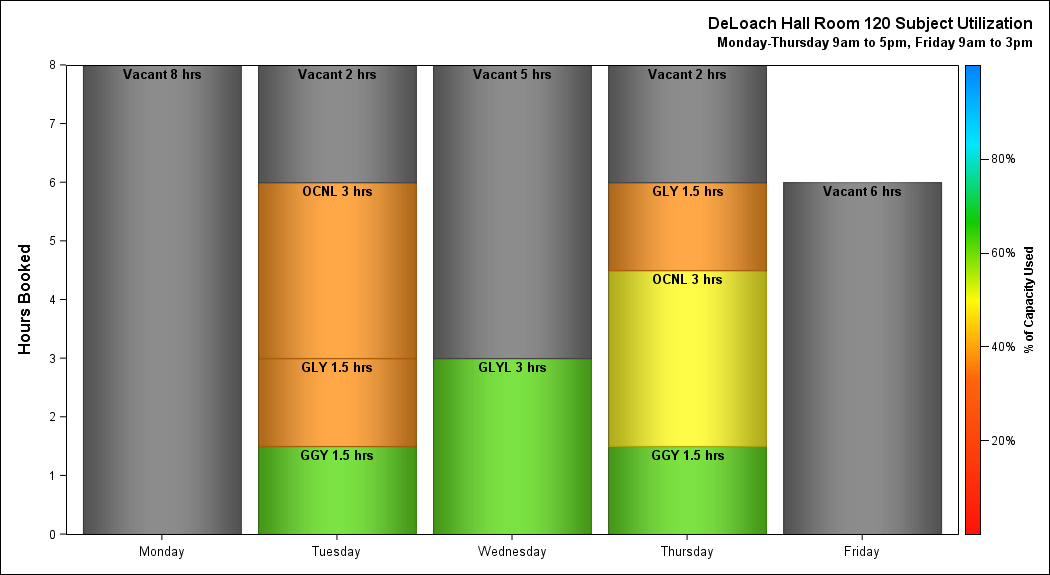 DeLoach Hall Room 120 Subject Utilization
Monday-Thursday 9am to 5pm, Friday 9am to 3pm
Hours Booked
8
7
6
5
4
3
2
1
0
Vacant 8 hrs
Vacant 2 hrs
OCNL 3 hrs
GLY 1.5 hrs
GGY 1.5 hrs
Vacant 5 hrs
GLYL 3 hrs
Vacant 2 hrs
GLY 1.5 hrs
OCNL 3 hrs
GGY 1.5 hrs
Vacant 6 hrs
Monday
Tuesday
Wednesday
Thursday
Friday
80%
60%
40%
20%
% of Capacity Used